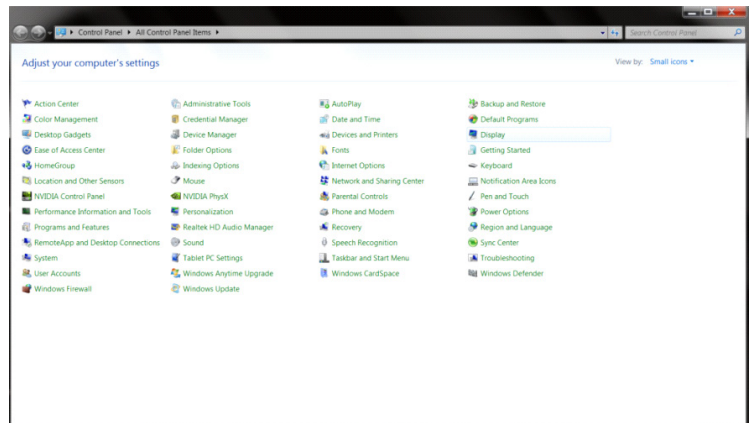 Control Panel ▸ All Control Panel Items ▸ Search Control Panel
Adjust your computer's settings View by: Small icons
Action Center Administrative Tools AutoPlay Backup and Restore
Color Management Credential Manager Date and Time Default Programs
Desktop Gadgets Device Manager Devices and Printers Display
Ease of Access Center Folder Options Fonts Getting Started
HomeGroup Indexing Options Internet Options Keyboard
Location and Other Sensors Mouse Network and Sharing Center Notification Area Icons
NVIDIA Control Panel NVIDIA PhysX Parental Controls Pen and Touch
Performance Information and Tools Personalization Phone and Modem Power Options
Programs and Features Realtek HD Audio Manager Recovery Region and Language
RemoteApp and Desktop Connections Sound Speech Recognition Sync Center
System Tablet PC Settings Taskbar and Start Menu Troubleshooting
User Accounts Windows Anytime Upgrade Windows CardSpace Windows Defender
Windows Firewall Windows Update